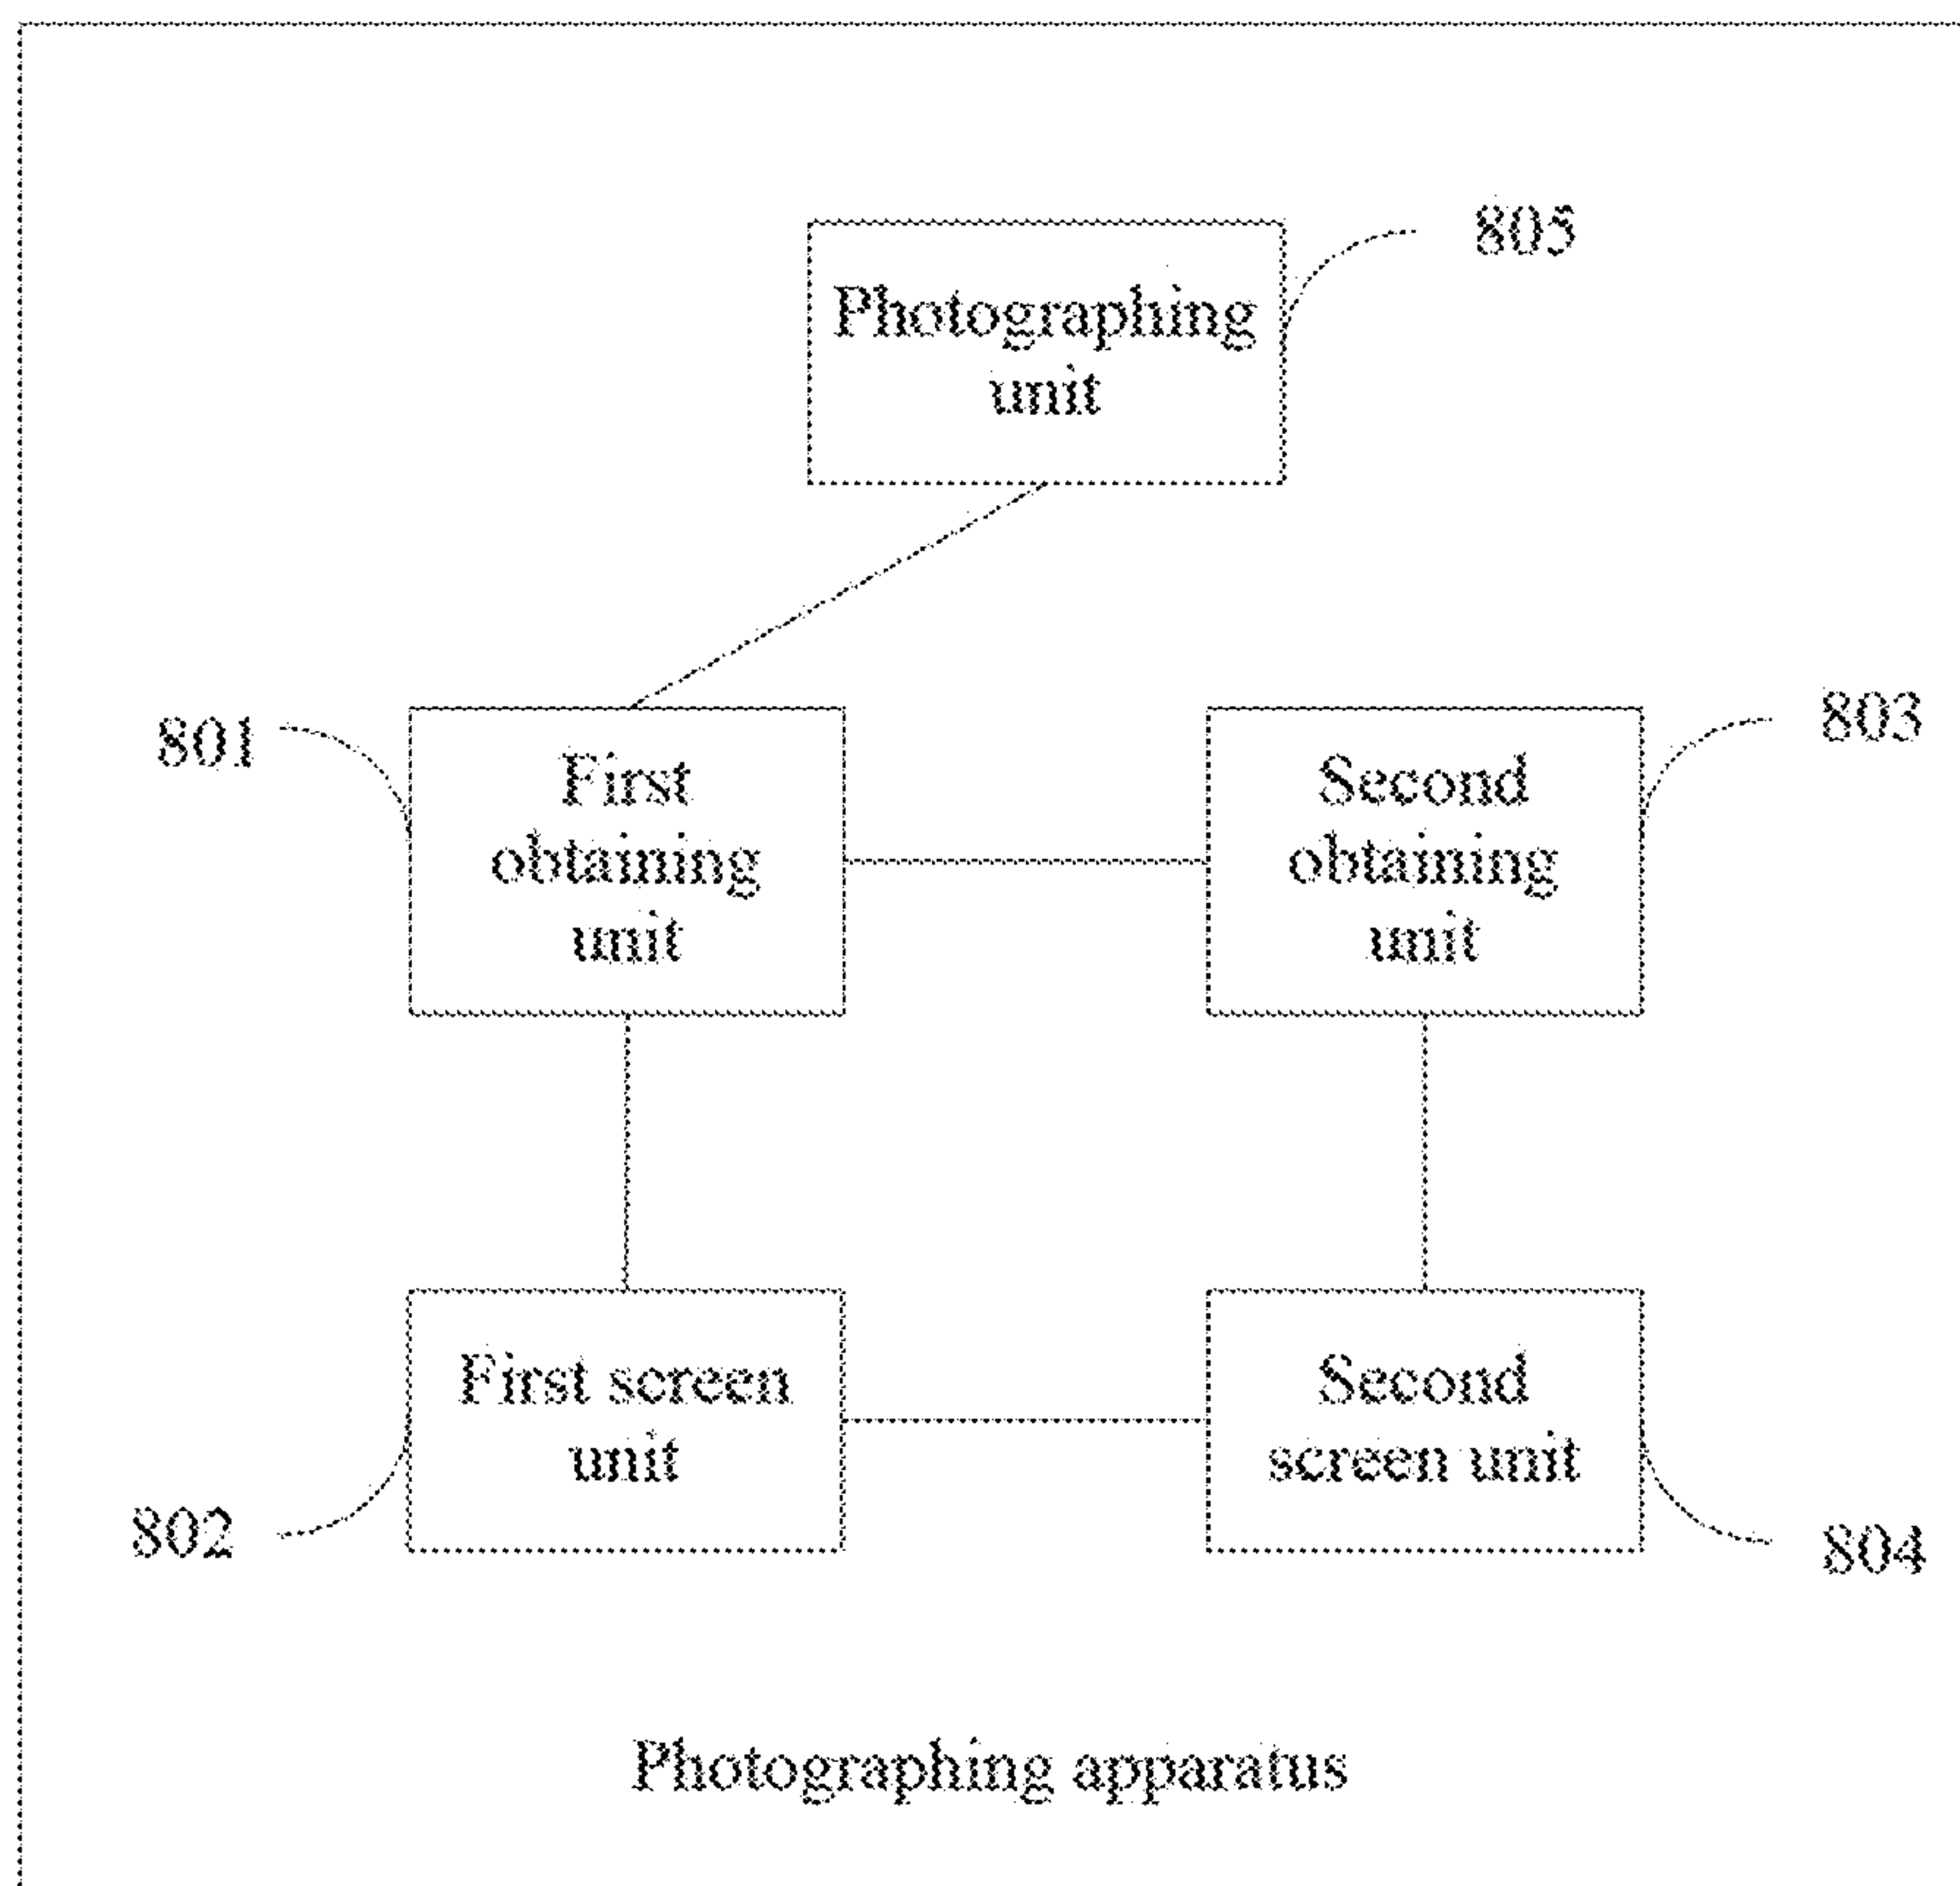 805
Photographing
unit
801
First
obtaining
unit
803
Second
obtaining
unit
802
First screen
unit
Second
screen unit
804
Photographing apparatus